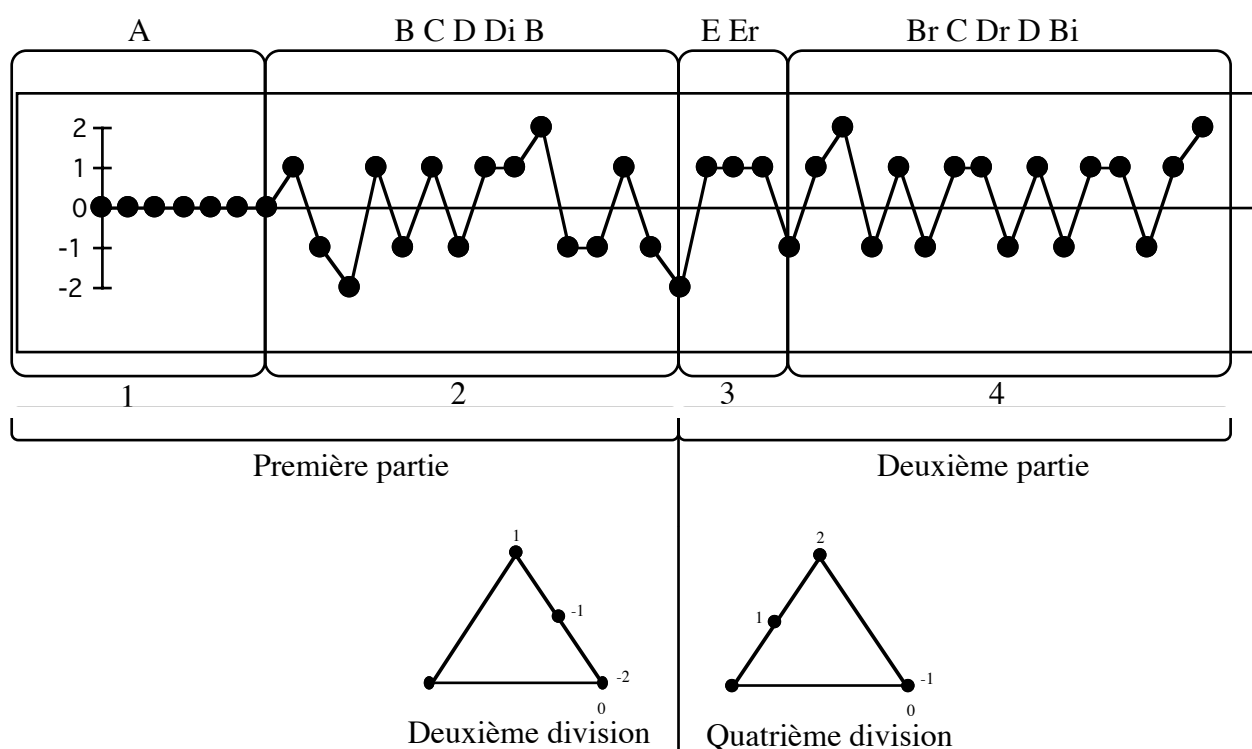 A B C D Di B E Er Br C Dr D Bi
2
1
0
-1
-2
1 2 3 4
Première partie Deuxième partie
1 2
-1 1
-2 -1
0 0
Deuxième division Quatrième division